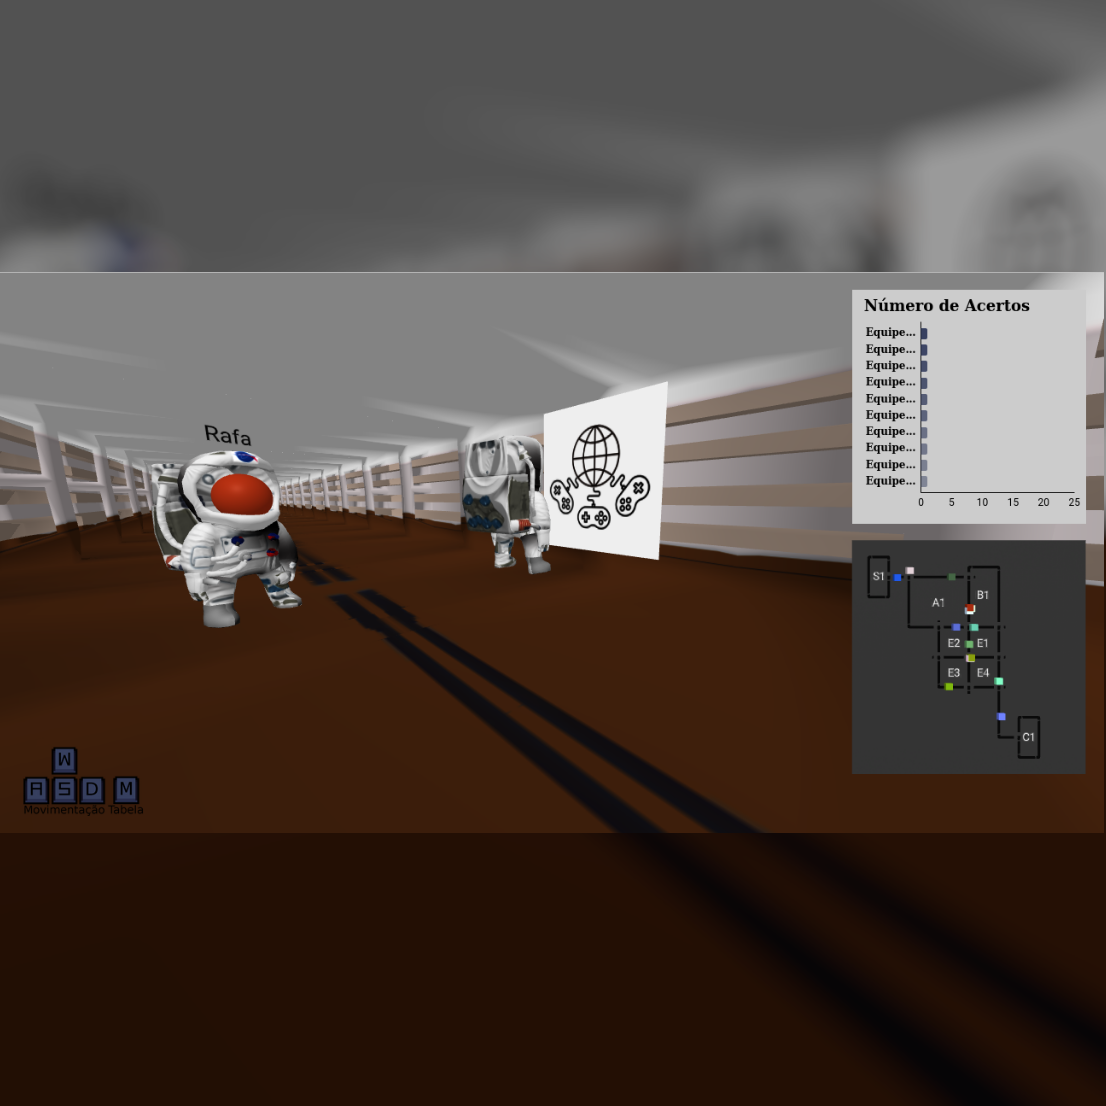 Número de Acertos
Equipe...
Equipe...
Equipe...
Equipe...
Equipe...
Equipe...
Equipe...
Equipe...
Equipe...
Equipe...
0 5 10 15 20 25
Rafa
S1
A1
B1
E2 E1
E3 E4
C1
W
A S D M
Movimentação Tabela